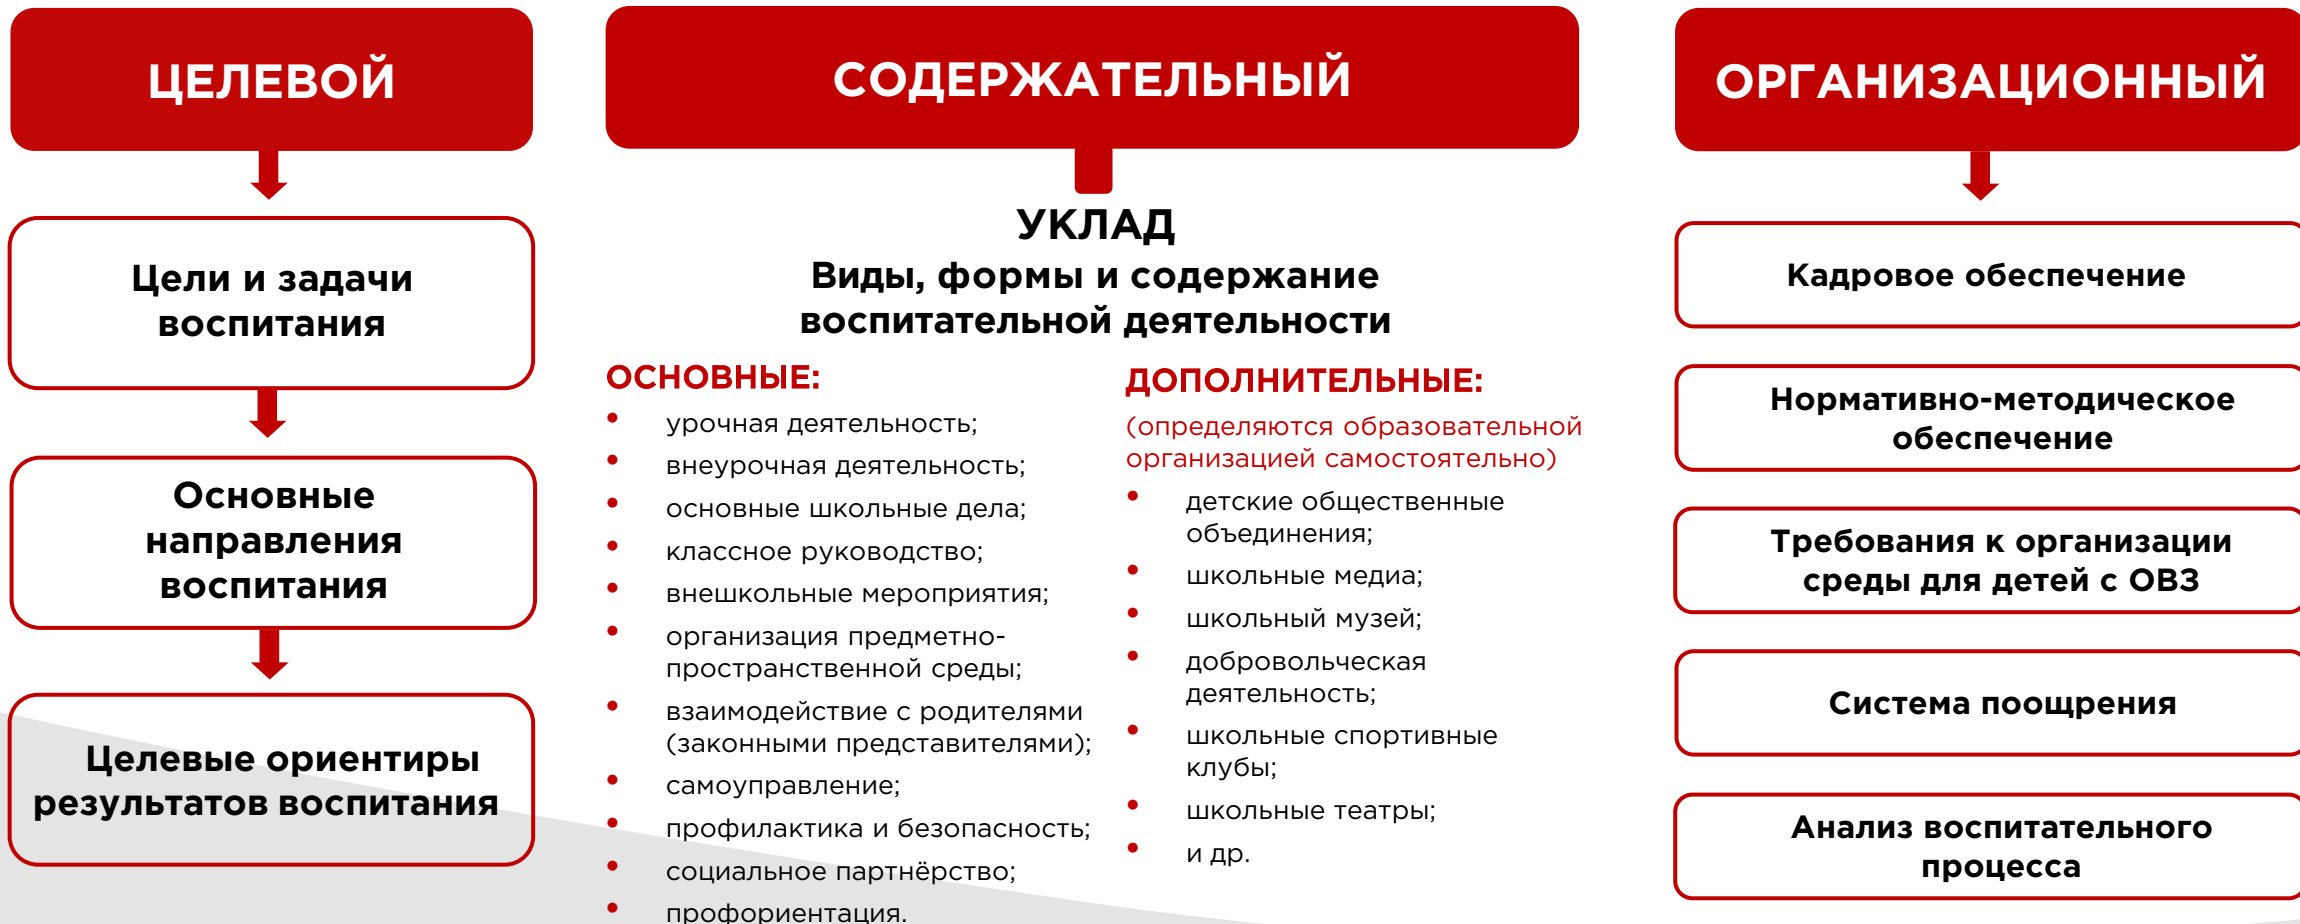 ЦЕЛЕВОЙ
Цели и задачи
воспитания
Основные
направления
воспитания
Целевые ориентиры
результатов воспитания
СОДЕРЖАТЕЛЬНЫЙ
УКЛАД
Виды, формы и содержание
воспитательной деятельности
ОСНОВНЫЕ:
• урочная деятельность;
• внеурочная деятельность;
• основные школьные дела;
• классное руководство;
• внешкольные мероприятия;
• организация предметно-
пространственной среды;
• взаимодействие с родителями
(законными представителями);
• самоуправление;
• профилактика и безопасность;
• социальное партнёрство;
• профориентация.
ДОПОЛНИТЕЛЬНЫЕ:
(определяются образовательной
организацией самостоятельно)
• детские общественные
объединения;
• школьные медиа;
• школьный музей;
• добровольческая
деятельность;
• школьные спортивные
клубы;
• школьные театры;
• и др.
ОРГАНИЗАЦИОННЫЙ
Кадровое обеспечение
Нормативно-методическое
обеспечение
Требования к организации
среды для детей с ОВЗ
Система поощрения
Анализ воспитательного
процесса